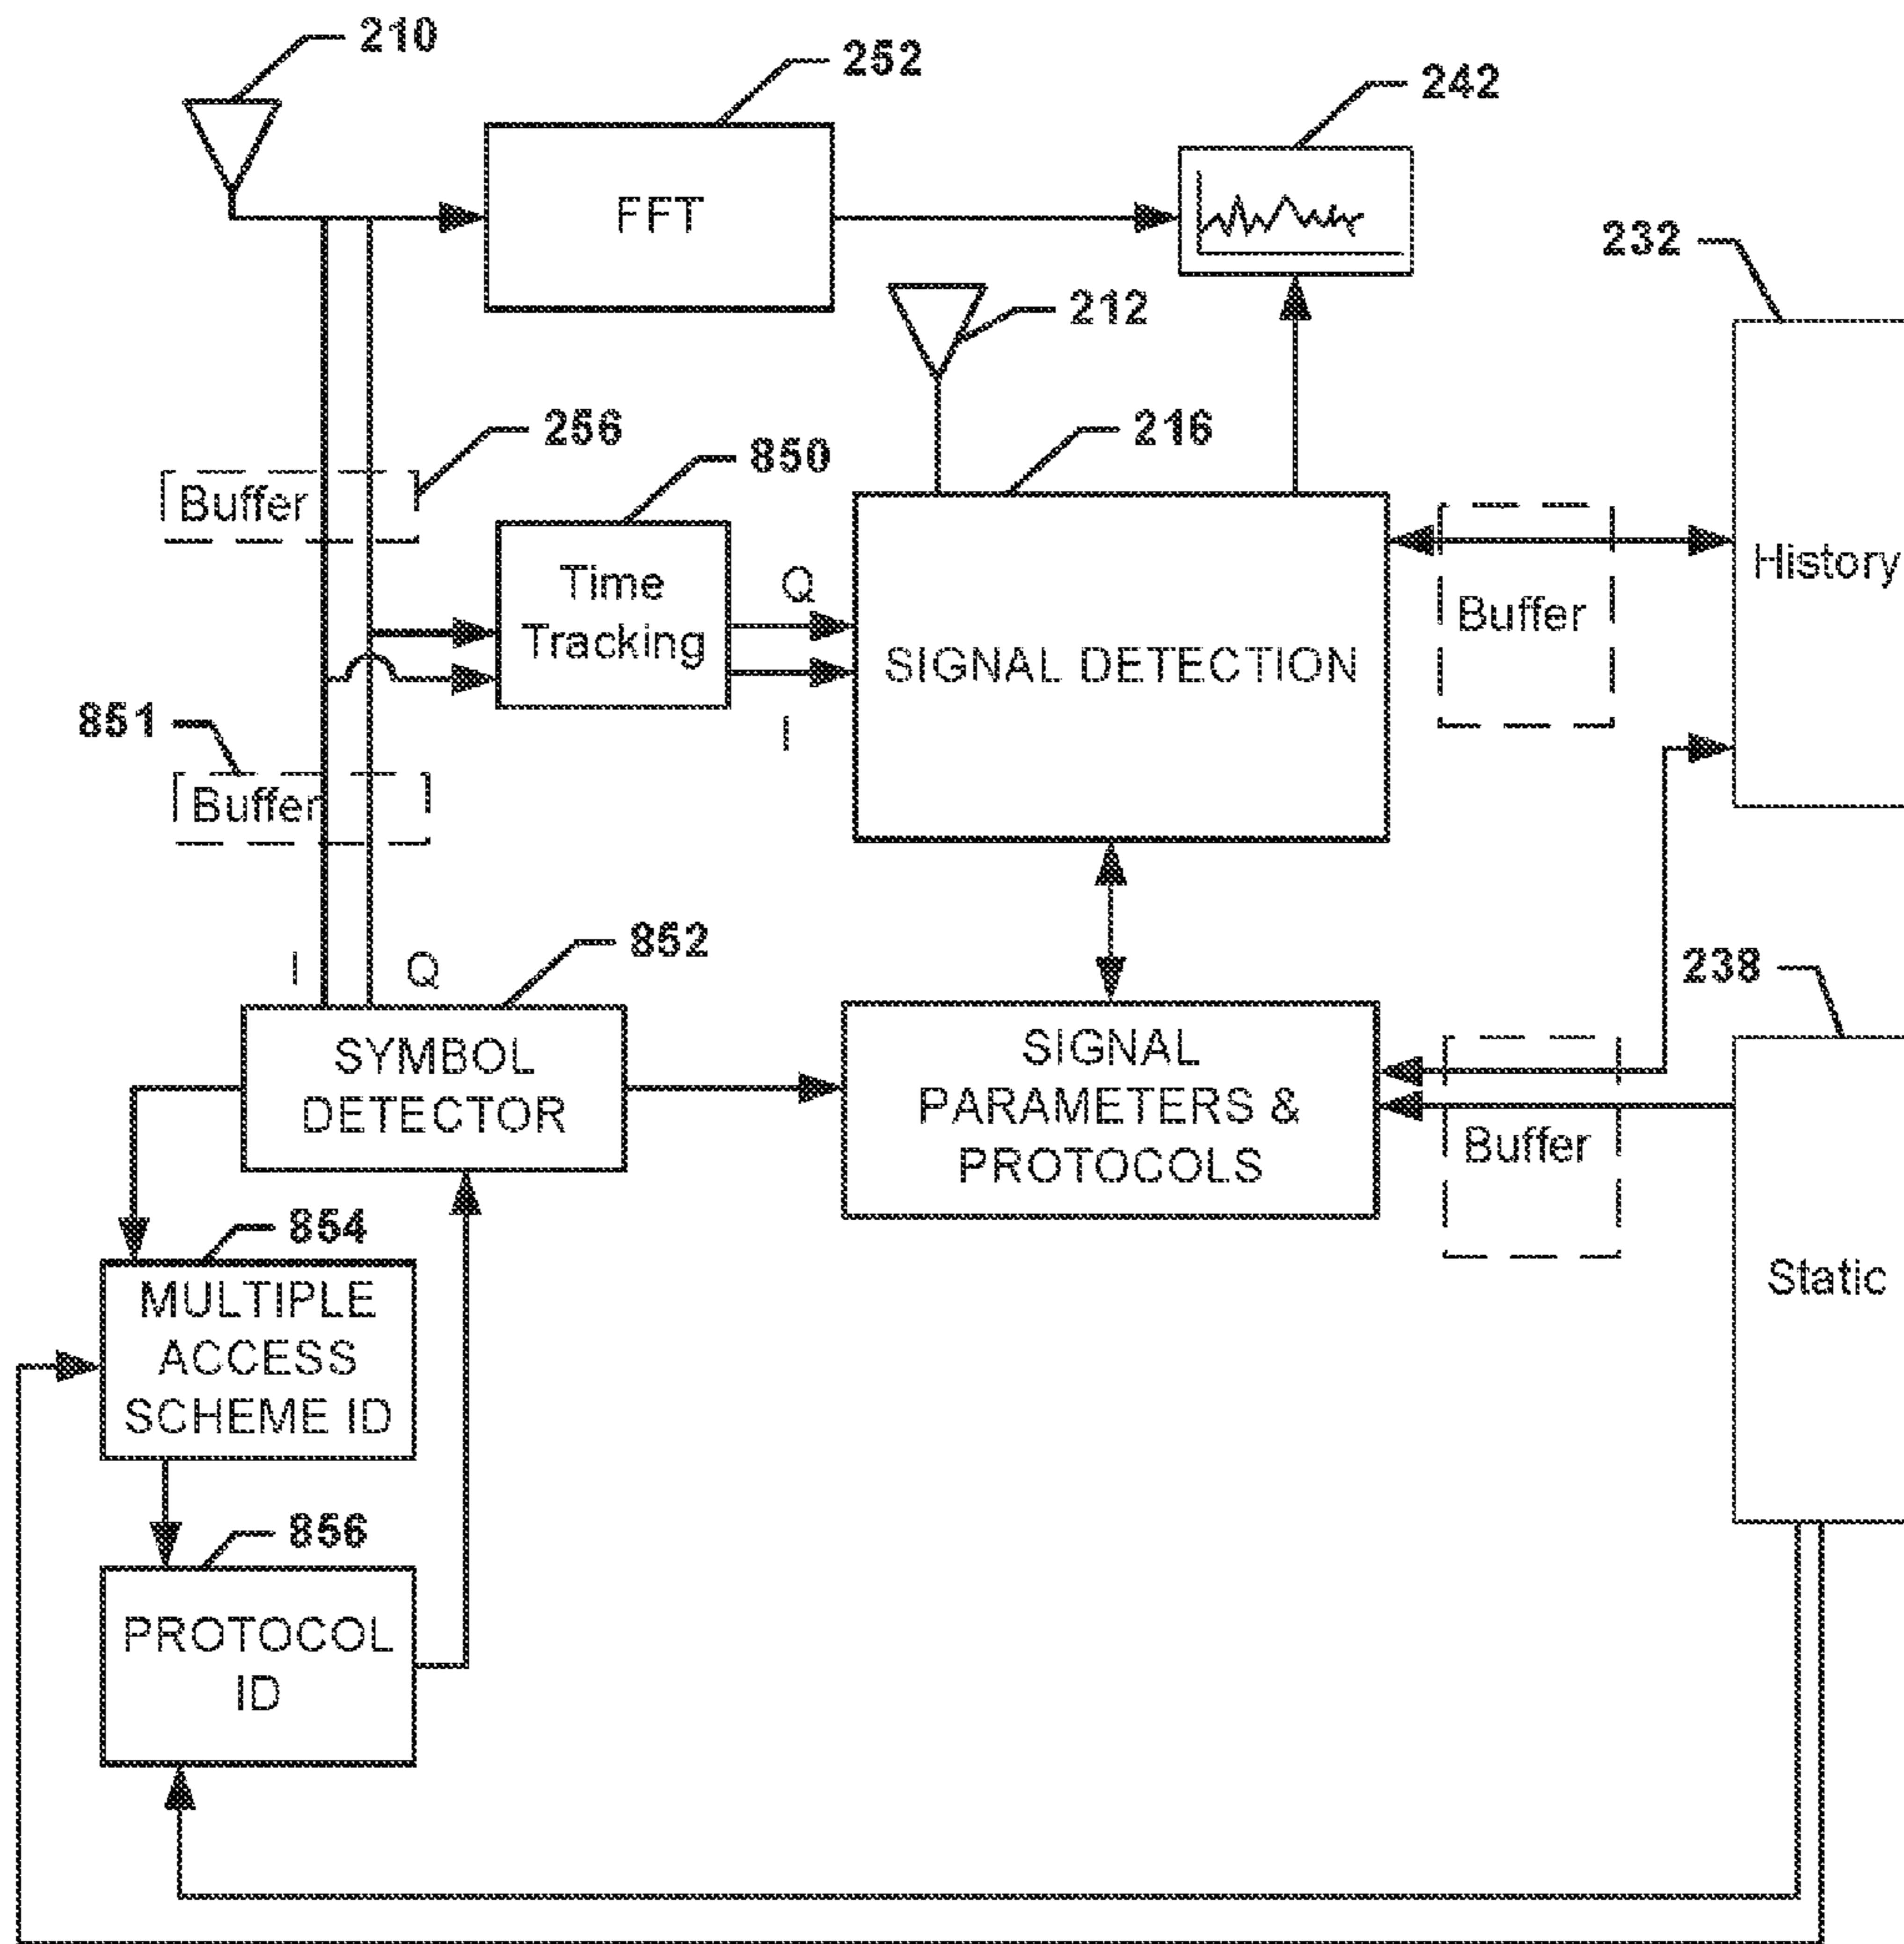 210
252
242
FFT
232
212
256
850
216
Buffer
Time
Tracking
Q
I
SIGNAL DETECTION
Buffer
History
851
Buffer
I
Q
852
238
SYMBOL
DETECTOR
SIGNAL
PARAMETERS &
PROTOCOLS
Buffer
854
MULTIPLE
ACCESS
SCHEME ID
Static
856
PROTOCOL
ID